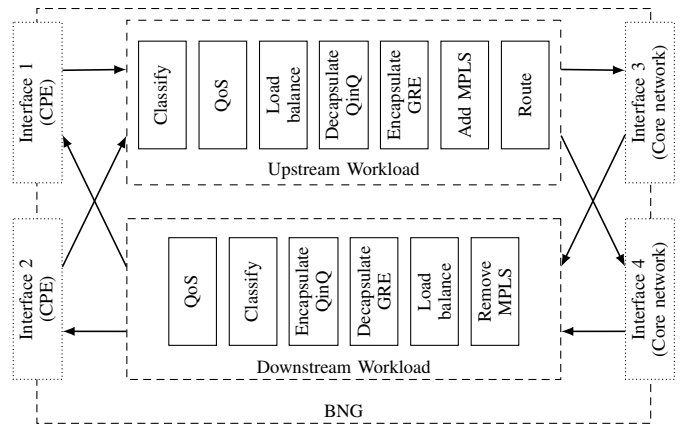 Interface 1
(CPE)
Classify
QoS
Load
balance
Decapsulate
QinQ
Encapsulate
GRE
Add MPLS
Route
Upstream Workload
Interface 3
(Core network)
Interface 2
(CPE)
QoS
Classify
Encapsulate
QinQ
Decapsulate
GRE
Load
balance
Remove
MPLS
Downstream Workload
Interface 4
(Core network)
BNG